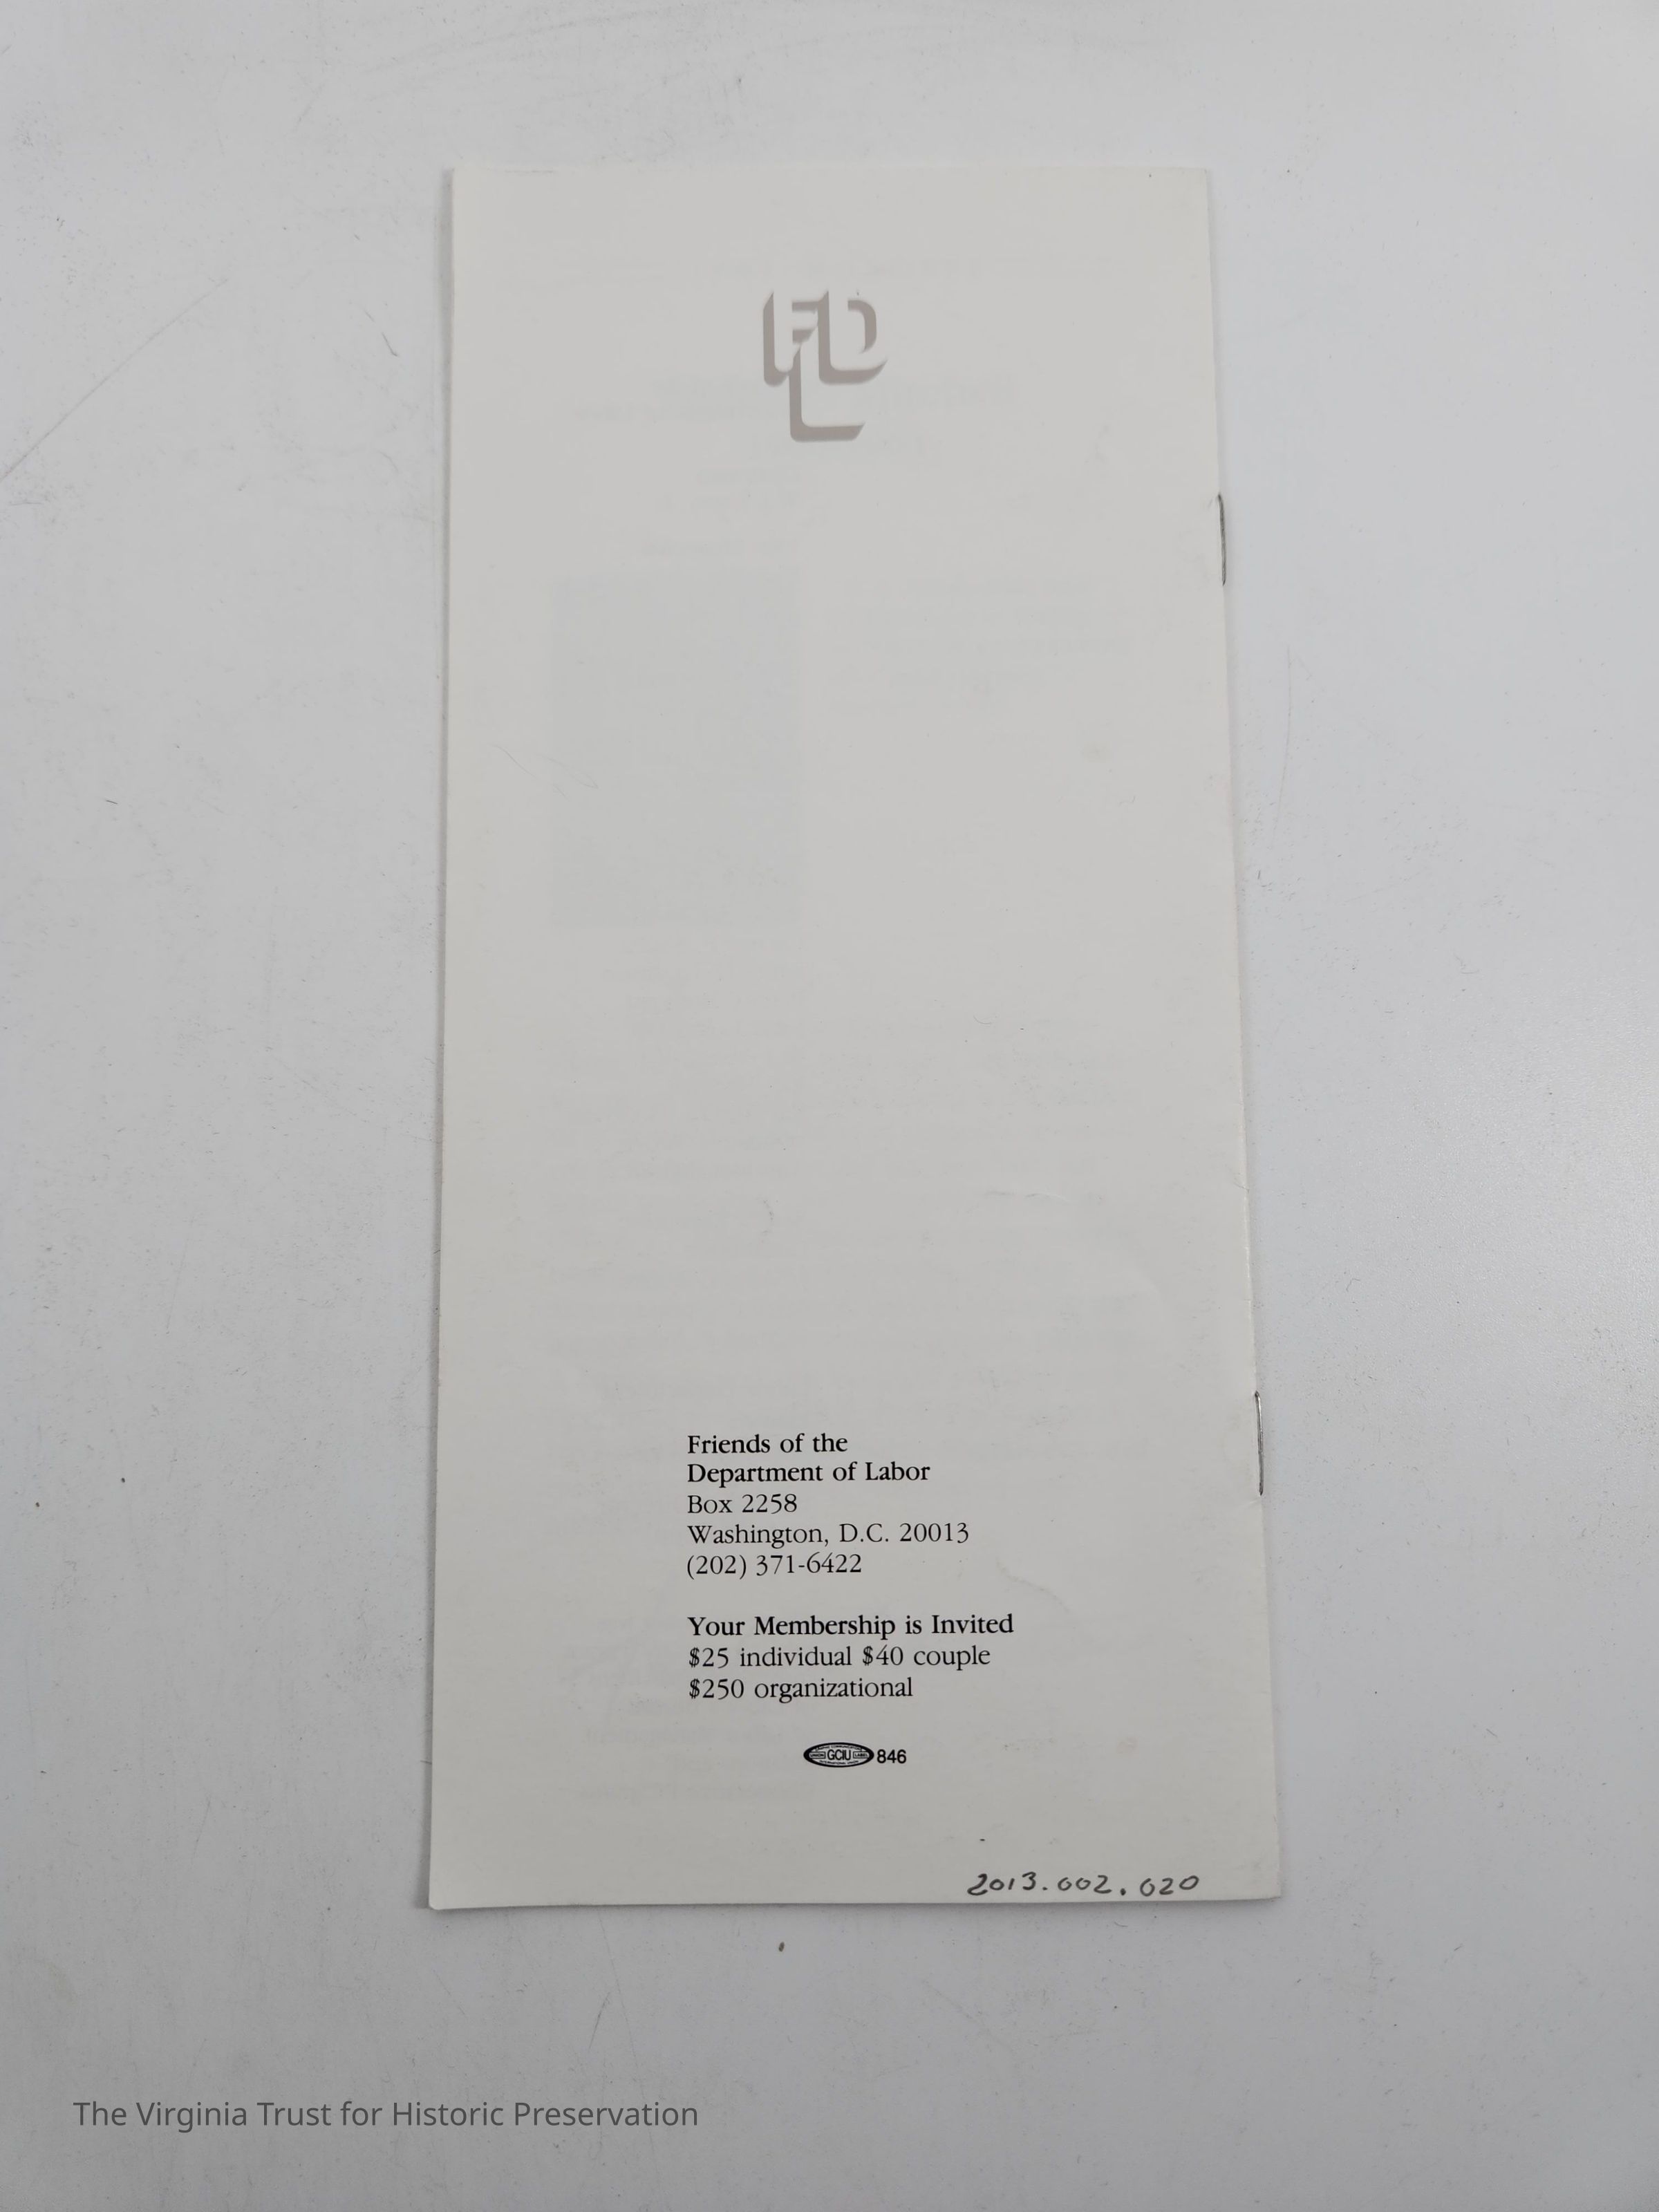 FDL
Friends of the
Department of Labor
Box 2258
Washington, D.C. 20013
(202) 371-6422
Your Membership is Invited
$25 individual $40 couple
$250 organizational
GCIU 846
2013.002.020
The Virginia Trust for Historic Preservation